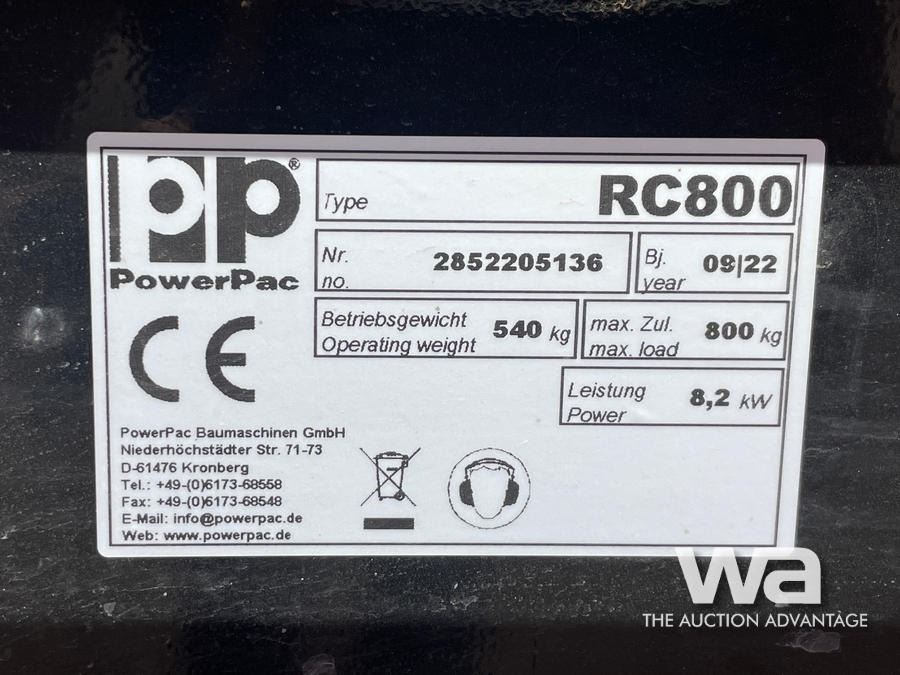 pp®
PowerPac
CE
Type RC800
Nr. no. 2852205136
Bj. year 09|22
Betriebsgewicht
Operating weight 540 kg
max. Zul.
max. load 800 kg
Leistung
Power 8,2 kW
PowerPac Baumaschinen GmbH
Niederhöchstädter Str. 71-73
D-61476 Kronberg
Tel.: +49-(0)6173-68558
Fax: +49-(0)6173-68548
E-Mail: info@powerpac.de
Web: www.powerpac.de
wa
THE AUCTION ADVANTAGE